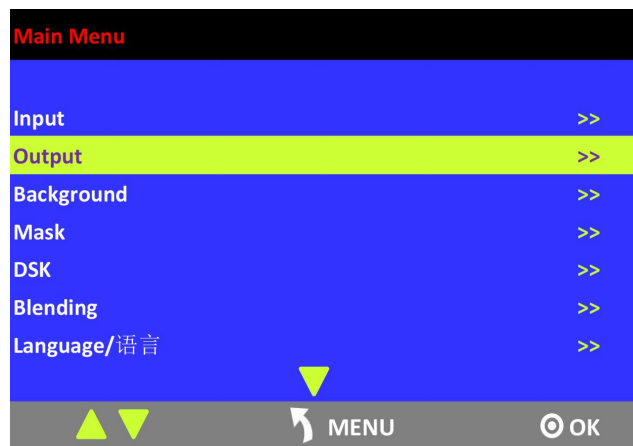 Main Menu
Input >>
Output >>
Background >>
Mask >>
DSK >>
Blending >>
Language/语言 >>
MENU OK